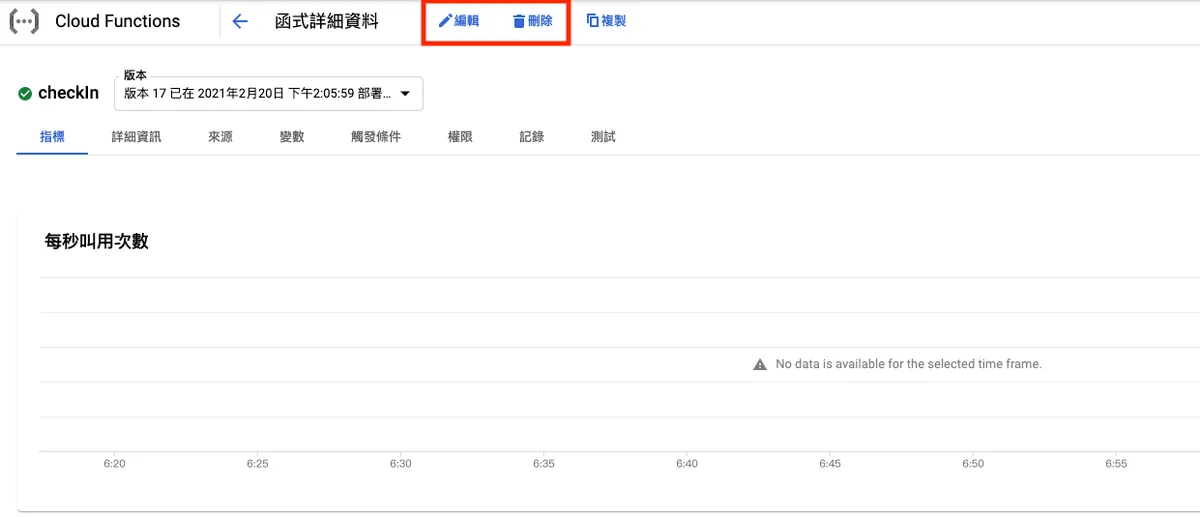 Cloud Functions 函式詳細資料 編輯 刪除 複製
版本
checkIn 版本 17 已在 2021年2月20日 下午2:05:59 部署...
指標 詳細資訊 來源 變數 觸發條件 權限 記錄 測試
每秒叫用次數
No data is available for the selected time frame.
6:20 6:25 6:30 6:35 6:40 6:45 6:50 6:55